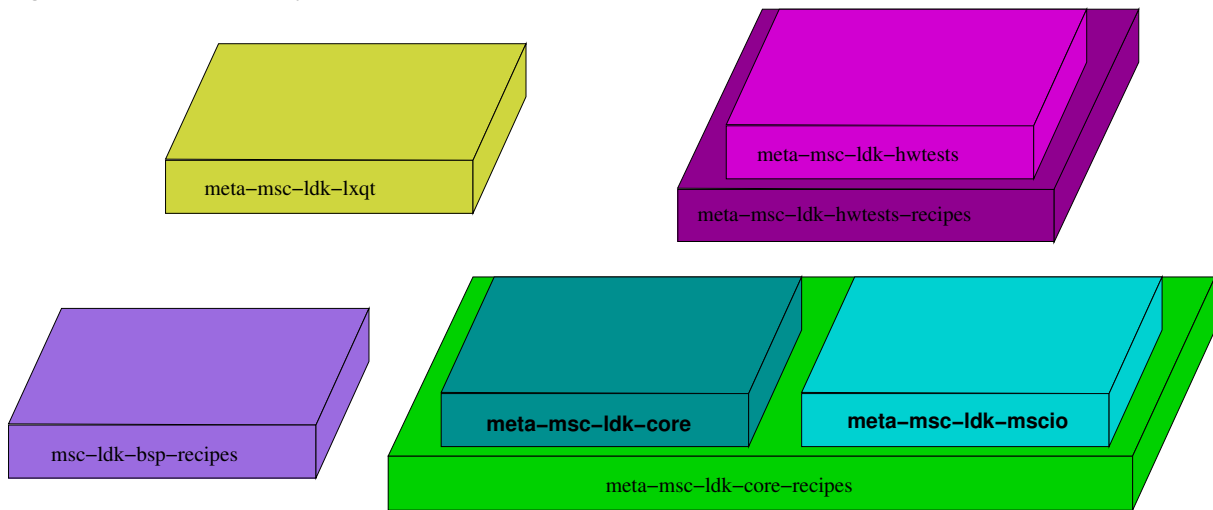 meta−msc−ldk−lxqt
meta−msc−ldk−hwtests
meta−msc−ldk−hwtests−recipes
msc−ldk−bsp−recipes
meta−msc−ldk−core
meta−msc−ldk−mscio
meta−msc−ldk−core−recipes